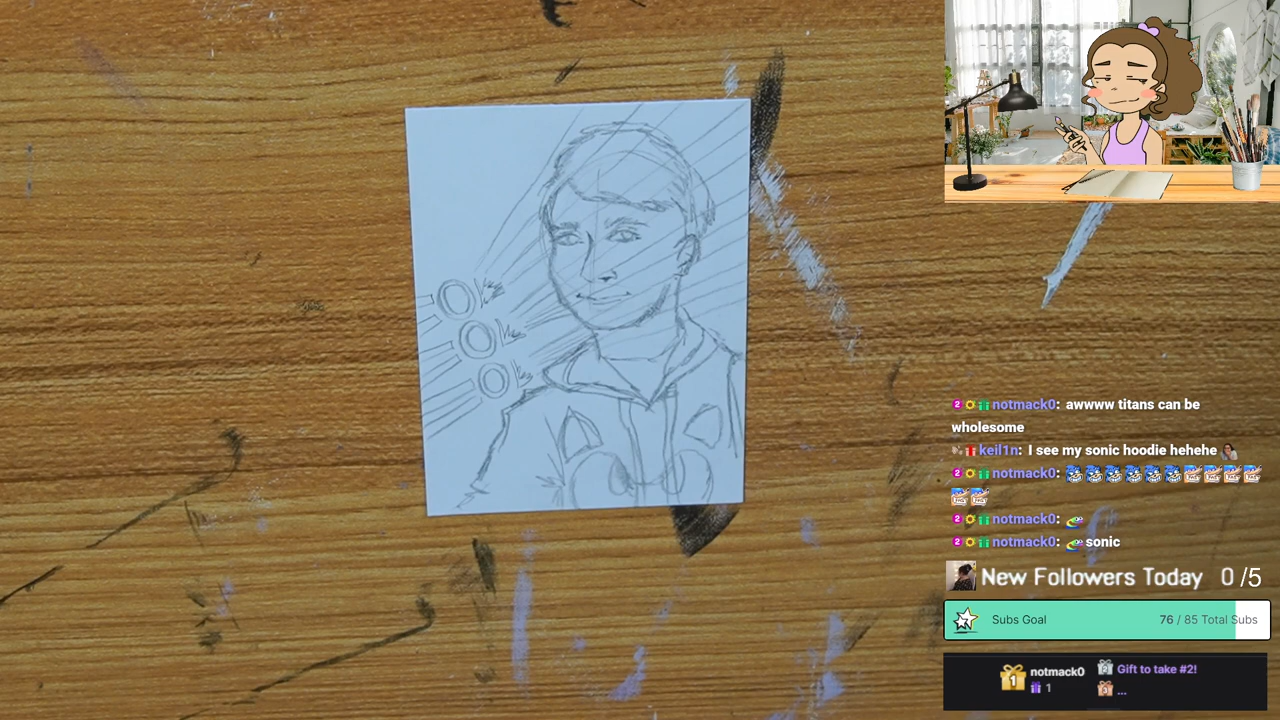 notmack0: awwww titans can be
wholesome
keil1n: I see my sonic hoodie hehehe
notmack0:
notmack0:
notmack0: sonic
New Followers Today 0 /5
Subs Goal 76 / 85 Total Subs
1 notmack0 Gift to take #2!
1 ...